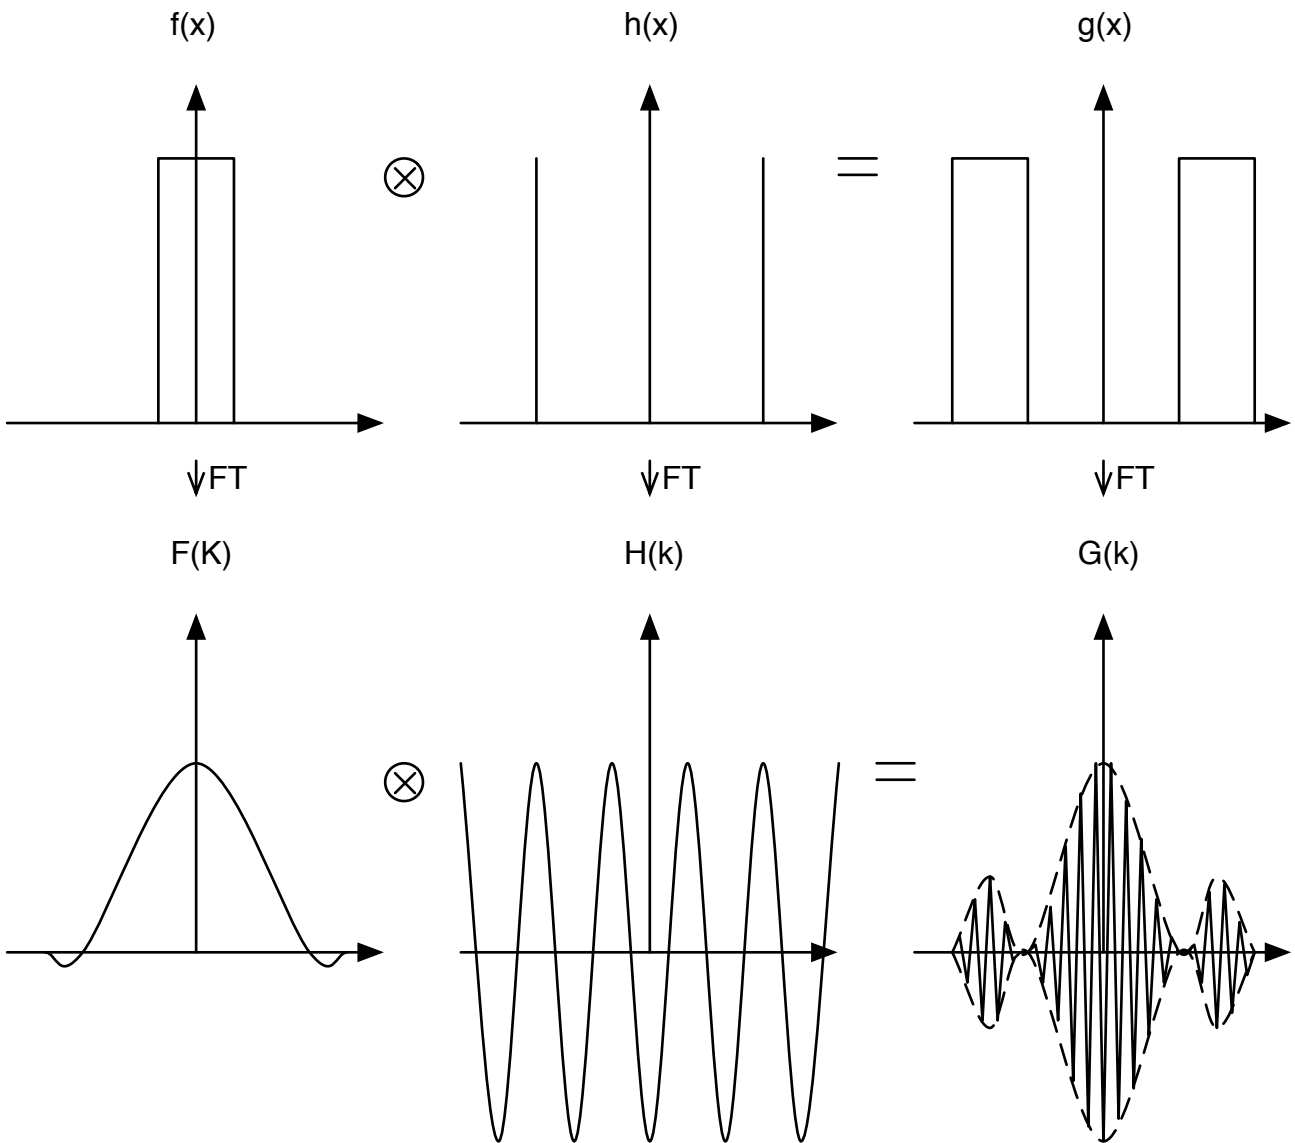 f(x) h(x) g(x)
⊗ =
FT FT FT
F(K) H(k) G(k)
⊗ =